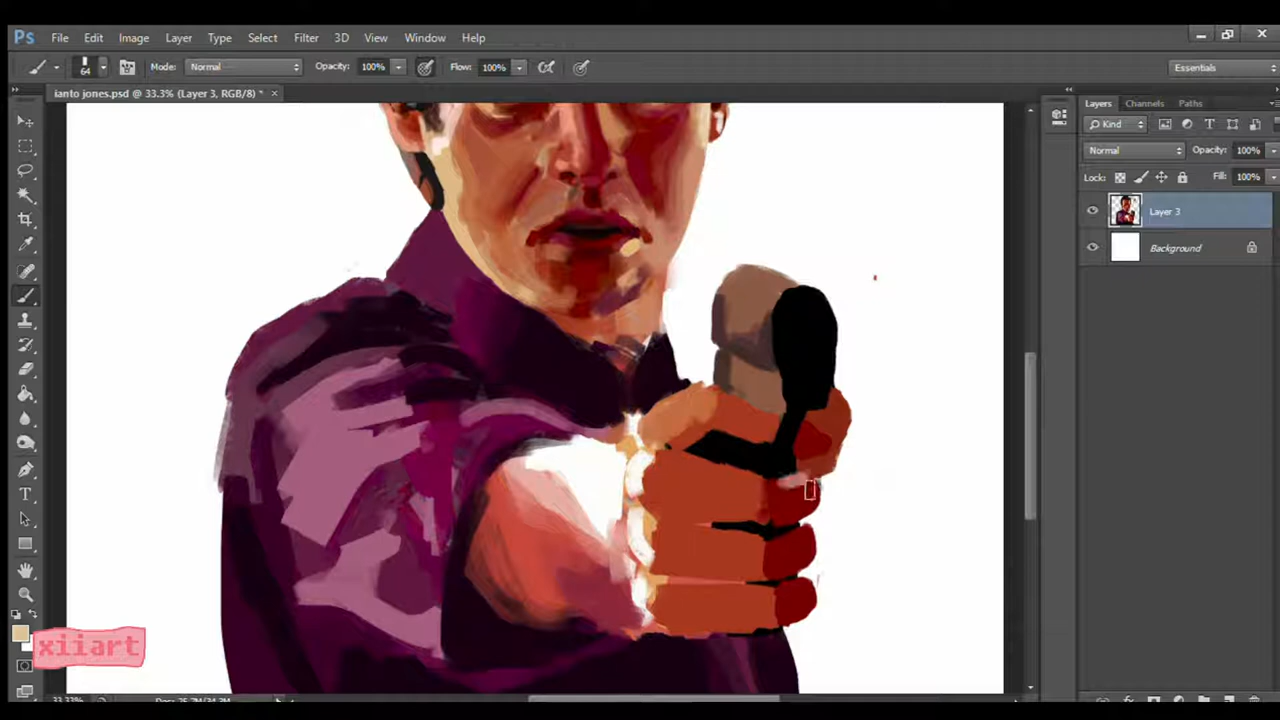 Ps File Edit Image Layer Type Select Filter 3D View Window Help
64 Mode: Normal Opacity: 100% Flow: 100% Essentials
ianto jones.psd @ 33.3% (Layer 3, RGB/8) *
Layers Channels Paths
Kind
Normal Opacity: 100%
Lock: Fill: 100%
Layer 3
Background
xiiart
33.33%